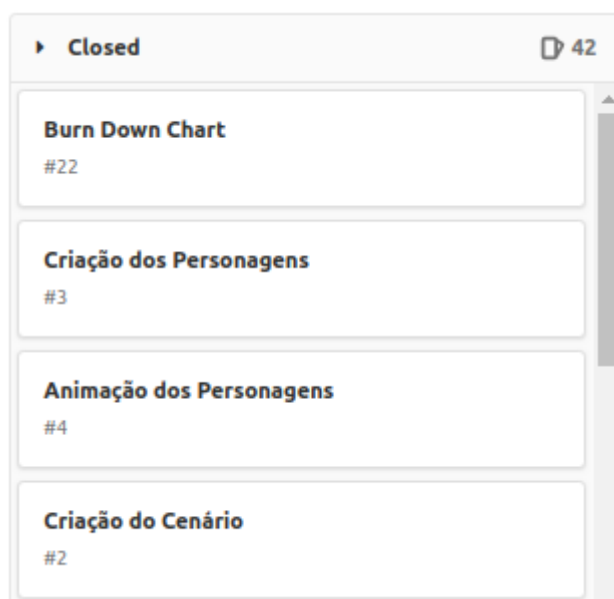 Closed 42
Burn Down Chart
#22
Criação dos Personagens
#3
Animação dos Personagens
#4
Criação do Cenário
#2